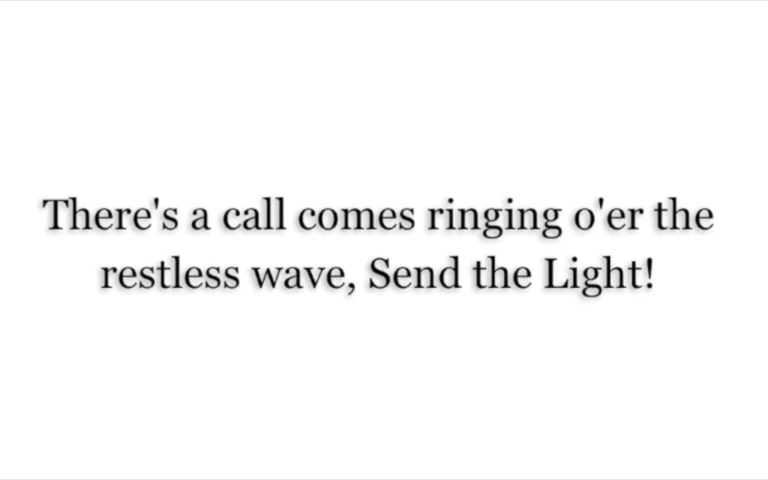 There's a call comes ringing o'er the
restless wave, Send the Light!